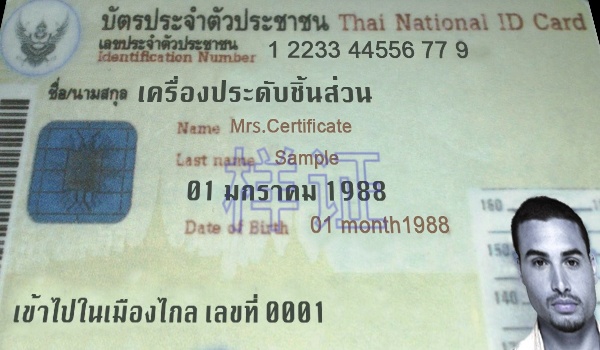 บัตรประจำตัวประชาชน Thai National ID Card
เลขประจำตัวประชาชน
Identification Number 1 2233 44556 77 9
ชื่อ/นามสกุล เครื่องประดับชิ้นส่วน
Name Mrs.Certificate
Last name Sample
样证
01 มกราคม 1988
Date of Birth 01 month1988
เข้าไปในเมืองไกล เลขที่ 0001
160
150
140